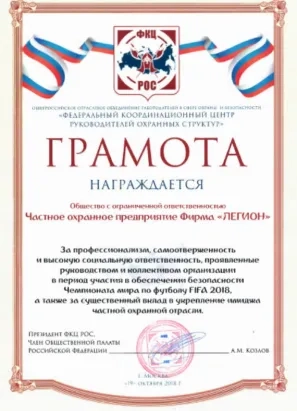 ФКЦ
РОС
ОБЩЕРОССИЙСКОЕ ОТРАСЛЕВОЕ ОБЪЕДИНЕНИЕ РАБОТОДАТЕЛЕЙ В СФЕРЕ ОХРАНЫ И БЕЗОПАСНОСТИ
«ФЕДЕРАЛЬНЫЙ КООРДИНАЦИОННЫЙ ЦЕНТР
РУКОВОДИТЕЛЕЙ ОХРАННЫХ СТРУКТУР»
ГРАМОТА
НАГРАЖДАЕТСЯ
Общество с ограниченной ответственностью
Частное охранное предприятие Фирма «ЛЕГИОН»
За профессионализм, самоотверженность
и высокую социальную ответственность, проявленные
руководством и коллективом организации
в период участия в обеспечении безопасности
Чемпионата мира по футболу FIFA 2018,
а также за существенный вклад в укрепление имиджа
частной охранной отрасли.
ПРЕЗИДЕНТ ФКЦ РОС,
ЧЛЕН ОБЩЕСТВЕННОЙ ПАЛАТЫ
РОССИЙСКОЙ ФЕДЕРАЦИИ
А.М. КОЗЛОВ
Г. МОСКВА
ОКТЯБРЯ 2018 Г.